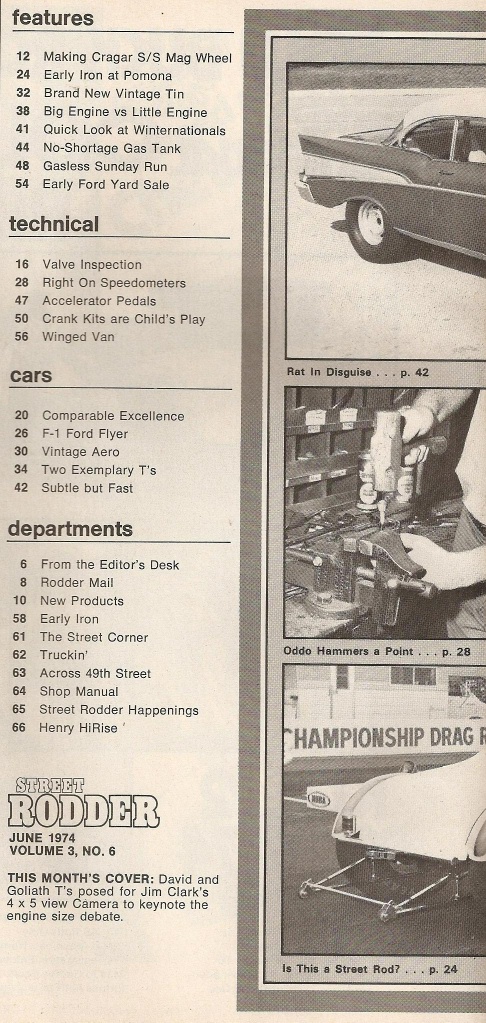 features
12 Making Cragar S/S Mag Wheel
24 Early Iron at Pomona
32 Brand New Vintage Tin
38 Big Engine vs Little Engine
41 Quick Look at Winternationals
44 No-Shortage Gas Tank
48 Gasless Sunday Run
54 Early Ford Yard Sale
technical
16 Valve Inspection
28 Right On Speedometers
47 Accelerator Pedals
50 Crank Kits are Child's Play
56 Winged Van
cars
20 Comparable Excellence
26 F-1 Ford Flyer
30 Vintage Aero
34 Two Exemplary T's
42 Subtle but Fast
departments
6 From the Editor's Desk
8 Rodder Mail
10 New Products
58 Early Iron
61 The Street Corner
62 Truckin'
63 Across 49th Street
64 Shop Manual
65 Street Rodder Happenings
66 Henry HiRise
STREET
RODDER
JUNE 1974
VOLUME 3, NO. 6
THIS MONTH'S COVER: David and
Goliath T's posed for Jim Clark's
4 x 5 view Camera to keynote the
engine size debate.
Rat In Disguise . . . p. 42
Oddo Hammers a Point . . . p. 28
CHAMPIONSHIP DRAG R
NHRA
Is This a Street Rod? . . . p. 24